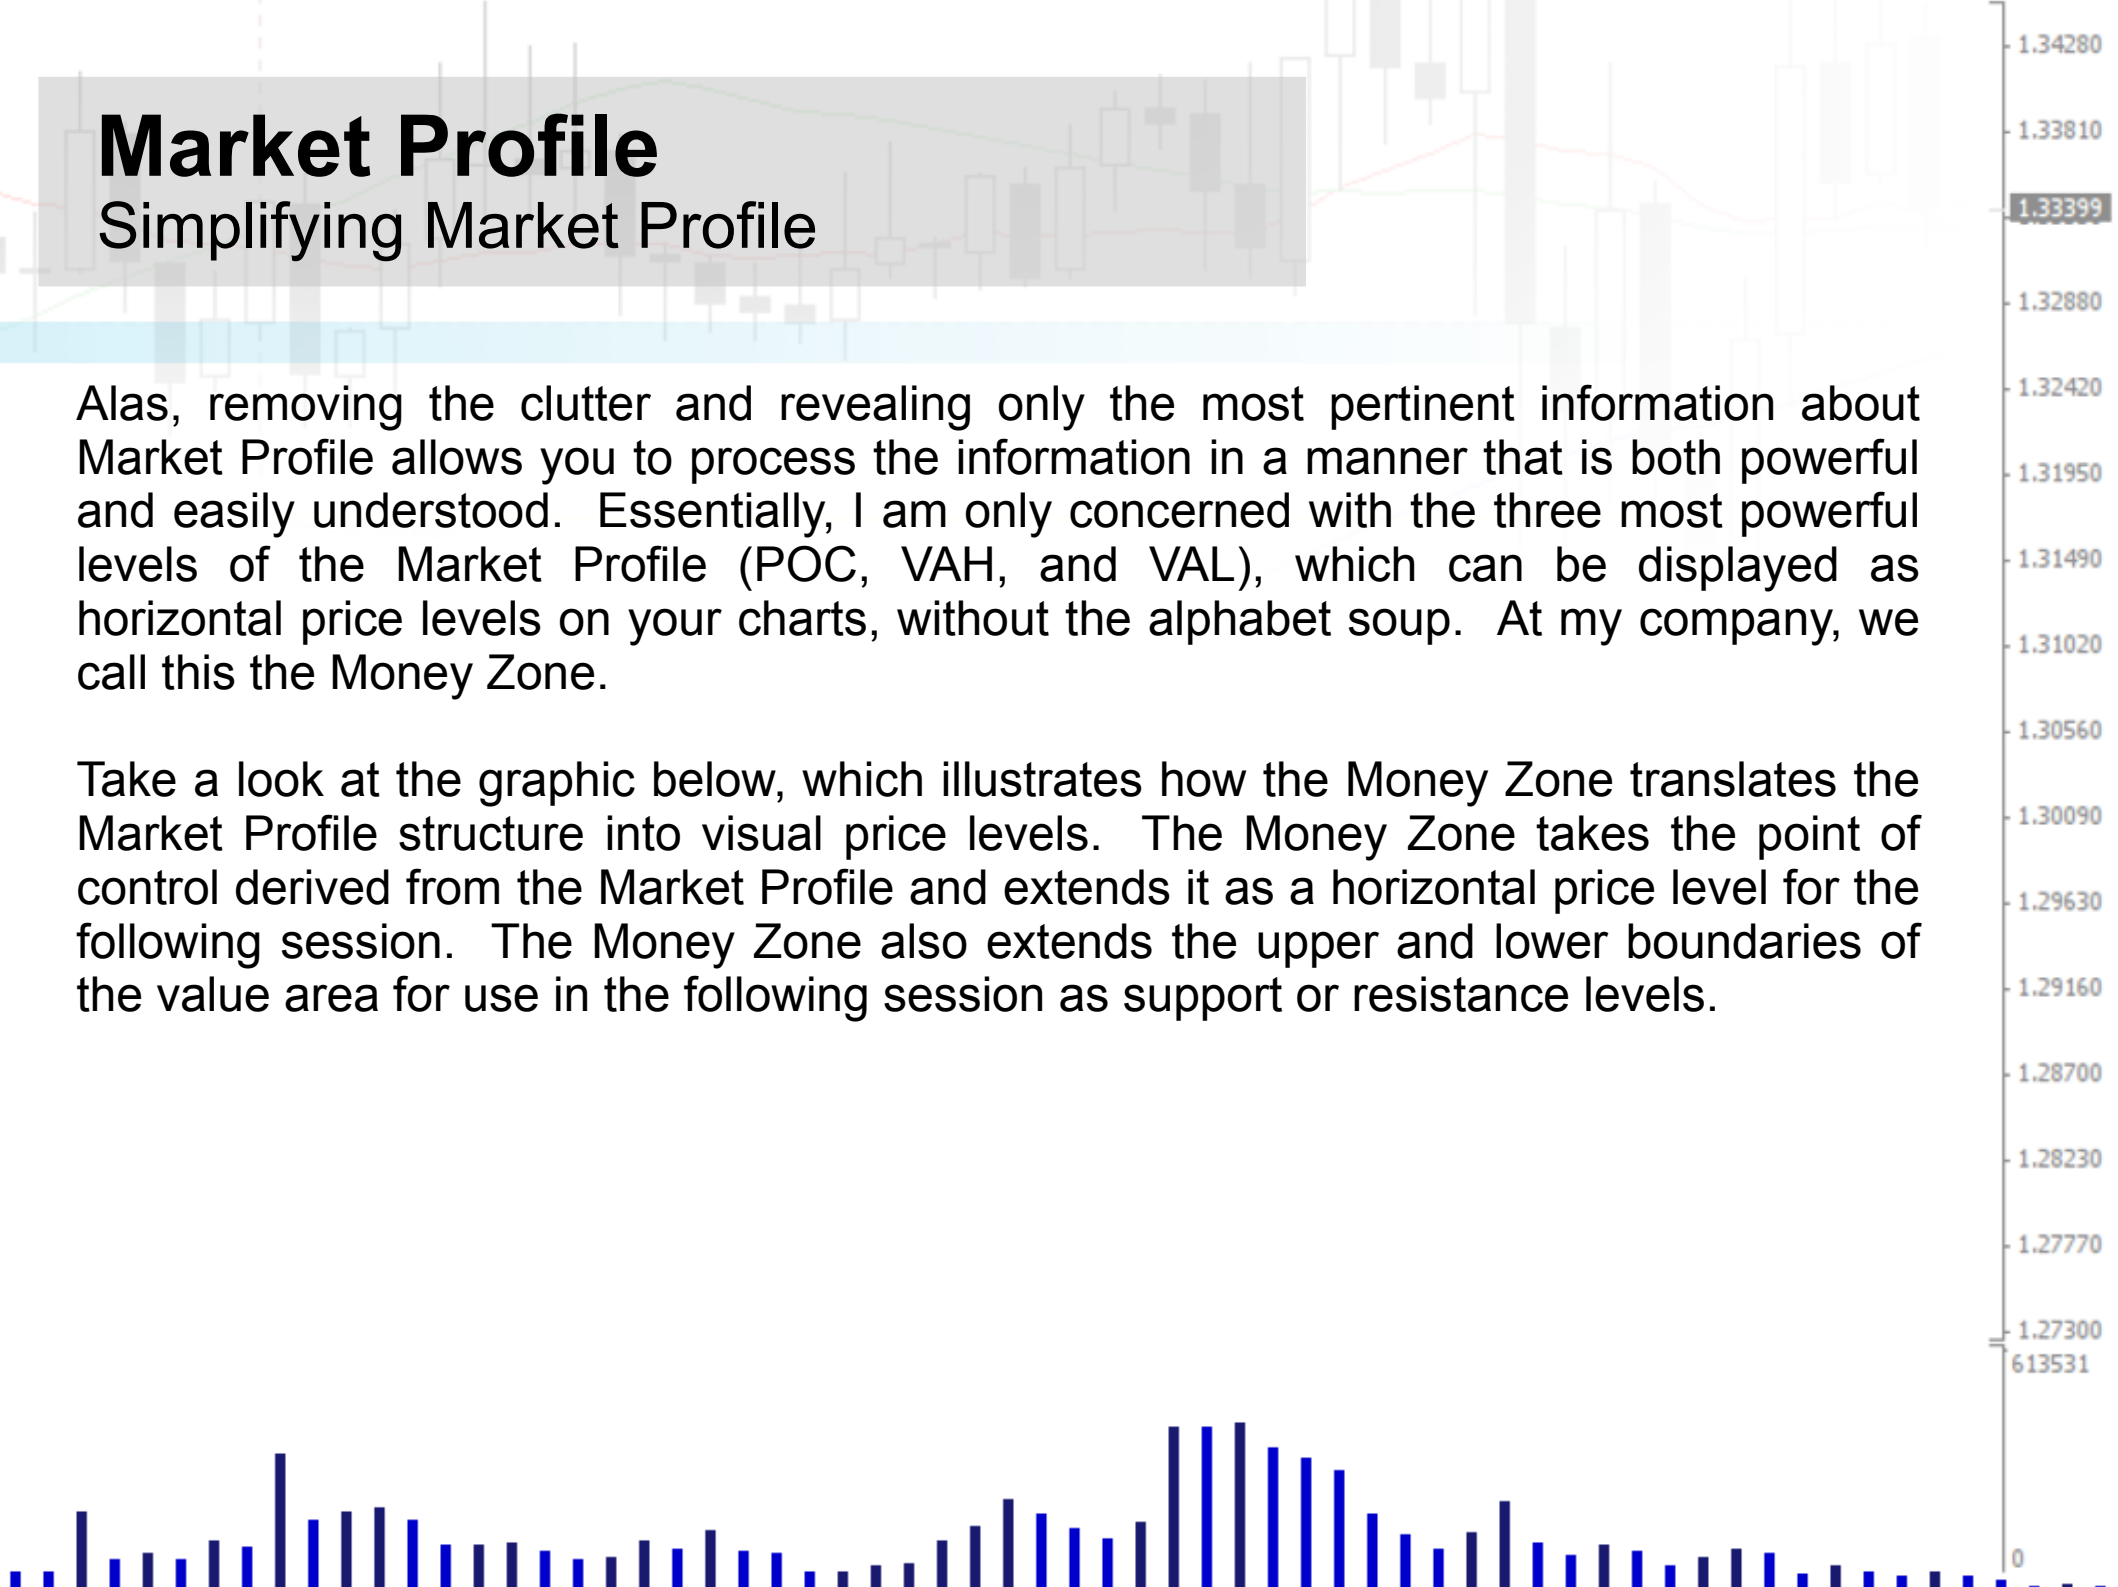 Market Profile
Simplifying Market Profile
Alas, removing the clutter and revealing only the most pertinent information about
Market Profile allows you to process the information in a manner that is both powerful
and easily understood.  Essentially, I am only concerned with the three most powerful
levels of the Market Profile (POC, VAH, and VAL), which can be displayed as
horizontal price levels on your charts, without the alphabet soup.  At my company, we
call this the Money Zone.
Take a look at the graphic below, which illustrates how the Money Zone translates the
Market Profile structure into visual price levels.  The Money Zone takes the point of
control derived from the Market Profile and extends it as a horizontal price level for the
following session.  The Money Zone also extends the upper and lower boundaries of
the value area for use in the following session as support or resistance levels.
1.34280
1.33810
1.33399
1.32880
1.32420
1.31950
1.31490
1.31020
1.30560
1.30090
1.29630
1.29160
1.28700
1.28230
1.27770
1.27300
613531
0